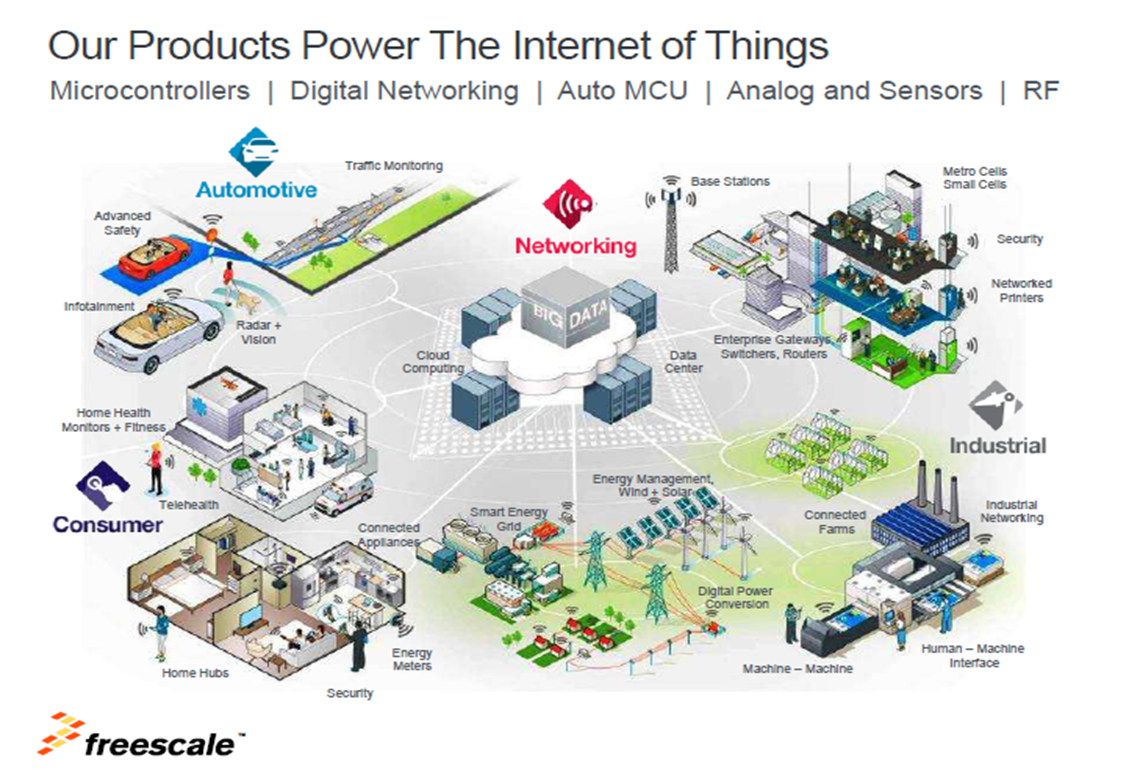 Our Products Power The Internet of Things
Microcontrollers | Digital Networking | Auto MCU | Analog and Sensors | RF
Automotive
Traffic Monitoring
Advanced
Safety
Infotainment
Radar +
Vision
Networking
BIG DATA
Cloud
Computing
Data
Center
Base Stations
Metro Cells
Small Cells
Security
Networked
Printers
Enterprise Gateways,
Switchers, Routers
Industrial
Home Health
Monitors + Fitness
Consumer
Telehealth
Connected
Appliances
Smart Energy
Grid
Energy Management,
Wind + Solar
Connected
Farms
Industrial
Networking
Digital Power
Conversion
Home Hubs
Security
Energy
Meters
Machine – Machine
Human – Machine
Interface
freescale™